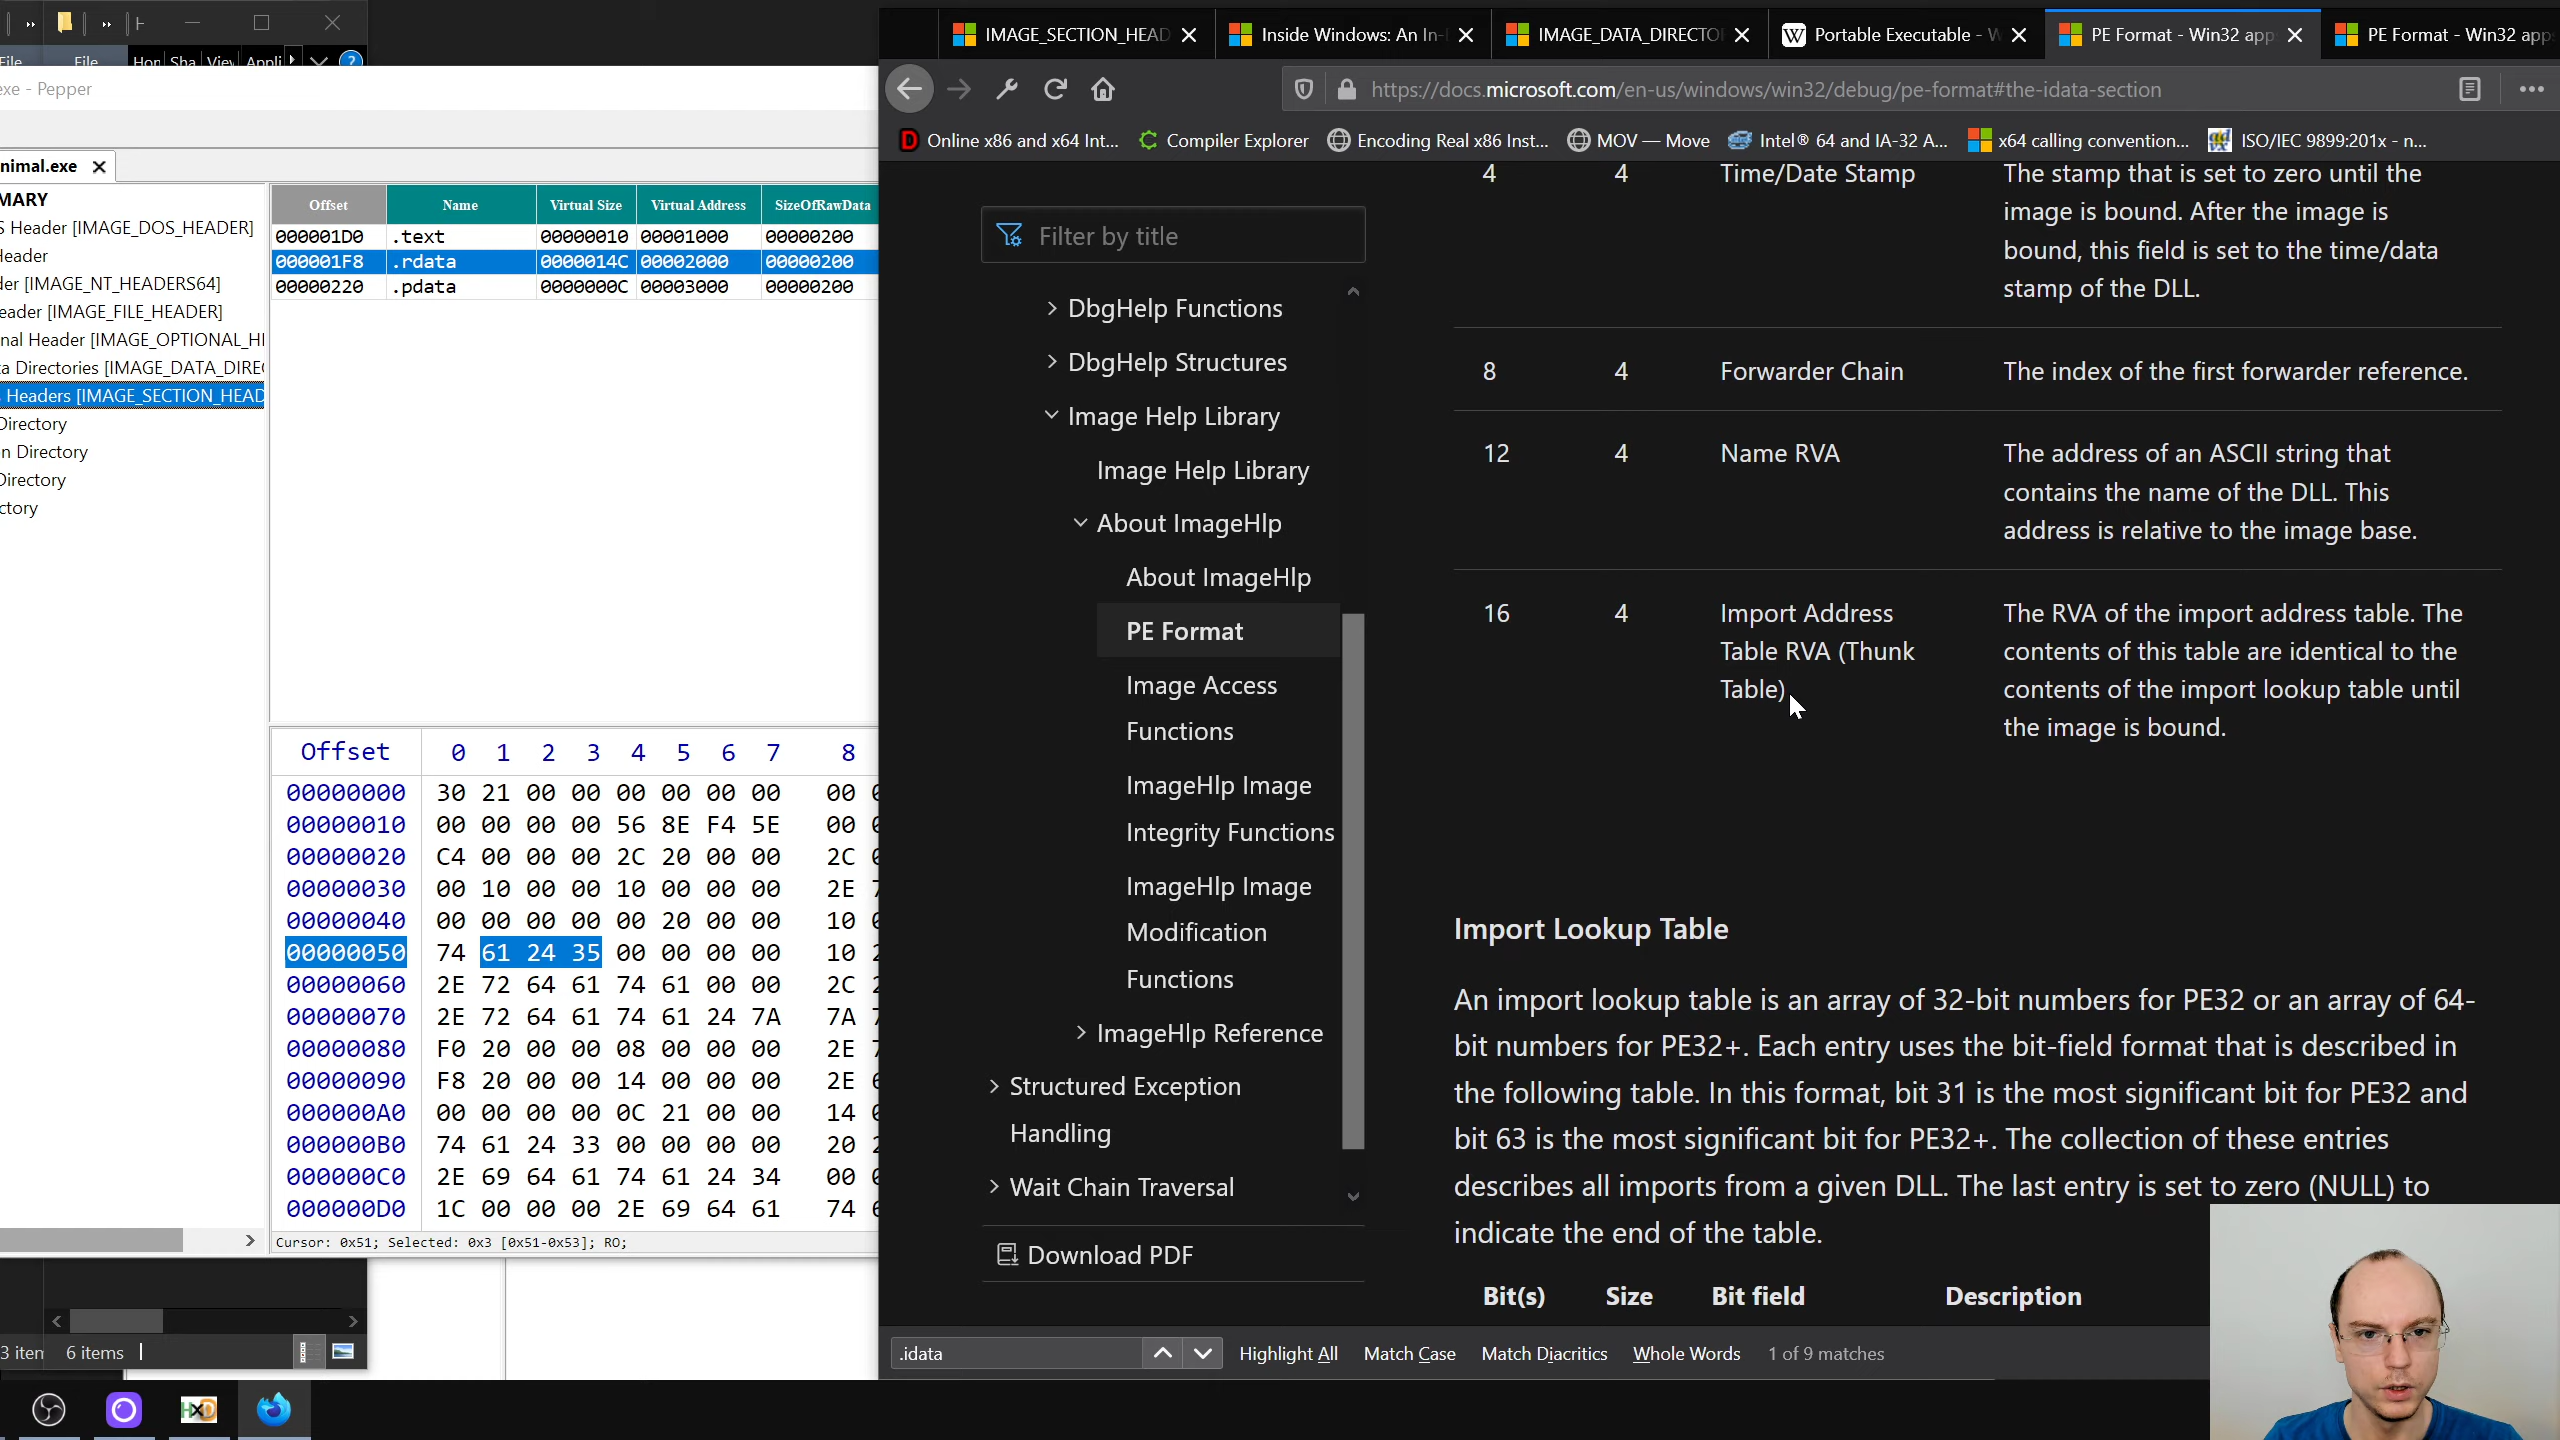 File
File Hon Sha Viev Appli
exe - Pepper
nimal.exe
MARY
S Header [IMAGE_DOS_HEADER]
Header
der [IMAGE_NT_HEADERS64]
eader [IMAGE_FILE_HEADER]
nal Header [IMAGE_OPTIONAL_HE
ta Directories [IMAGE_DATA_DIREC
s Headers [IMAGE_SECTION_HEAD
Directory
n Directory
Directory
ctory
Offset Name Virtual Size Virtual Address SizeOfRawData
000001D0 .text 00000010 00001000 00000200
000001F8 .rdata 0000014C 00002000 00000200
00000220 .pdata 0000000C 00003000 00000200
Offset 0 1 2 3 4 5 6 7 8
00000000 30 21 00 00 00 00 00 00 00
00000010 00 00 00 00 56 8E F4 5E 00
00000020 C4 00 00 00 2C 20 00 00 2C
00000030 00 10 00 00 10 00 00 00 2E
00000040 00 00 00 00 00 20 00 00 10
00000050 74 61 24 35 00 00 00 00 10
00000060 2E 72 64 61 74 61 00 00 2C
00000070 2E 72 64 61 74 61 24 7A 7A
00000080 F0 20 00 00 08 00 00 00 2E
00000090 F8 20 00 00 14 00 00 00 2E
000000A0 00 00 00 00 0C 21 00 00 14
000000B0 74 61 24 33 00 00 00 00 20
000000C0 2E 69 64 61 74 61 24 34 00
000000D0 1C 00 00 00 2E 69 64 61 74
Cursor: 0x51; Selected: 0x3 [0x51-0x53]; RO;
3 iten 6 items
IMAGE_SECTION_HEAD
Inside Windows: An In-
IMAGE_DATA_DIRECTO
Portable Executable - W
PE Format - Win32 app
PE Format - Win32 app
https://docs.microsoft.com/en-us/windows/win32/debug/pe-format#the-idata-section
Online x86 and x64 Int... Compiler Explorer Encoding Real x86 Inst... MOV — Move Intel® 64 and IA-32 A... x64 calling convention... ISO/IEC 9899:201x - n...
Filter by title
DbgHelp Functions
DbgHelp Structures
Image Help Library
Image Help Library
About ImageHlp
About ImageHlp
PE Format
Image Access
Functions
ImageHlp Image
Integrity Functions
ImageHlp Image
Modification
Functions
ImageHlp Reference
Structured Exception
Handling
Wait Chain Traversal
Download PDF
4 4 Time/Date Stamp The stamp that is set to zero until the
image is bound. After the image is
bound, this field is set to the time/data
stamp of the DLL.
8 4 Forwarder Chain The index of the first forwarder reference.
12 4 Name RVA The address of an ASCII string that
contains the name of the DLL. This
address is relative to the image base.
16 4 Import Address The RVA of the import address table. The
Table RVA (Thunk contents of this table are identical to the
Table) contents of the import lookup table until
the image is bound.
Import Lookup Table
An import lookup table is an array of 32-bit numbers for PE32 or an array of 64-
bit numbers for PE32+. Each entry uses the bit-field format that is described in
the following table. In this format, bit 31 is the most significant bit for PE32 and
bit 63 is the most significant bit for PE32+. The collection of these entries
describes all imports from a given DLL. The last entry is set to zero (NULL) to
indicate the end of the table.
Bit(s) Size Bit field Description
.idata Highlight All Match Case Match Diacritics Whole Words 1 of 9 matches
HxD